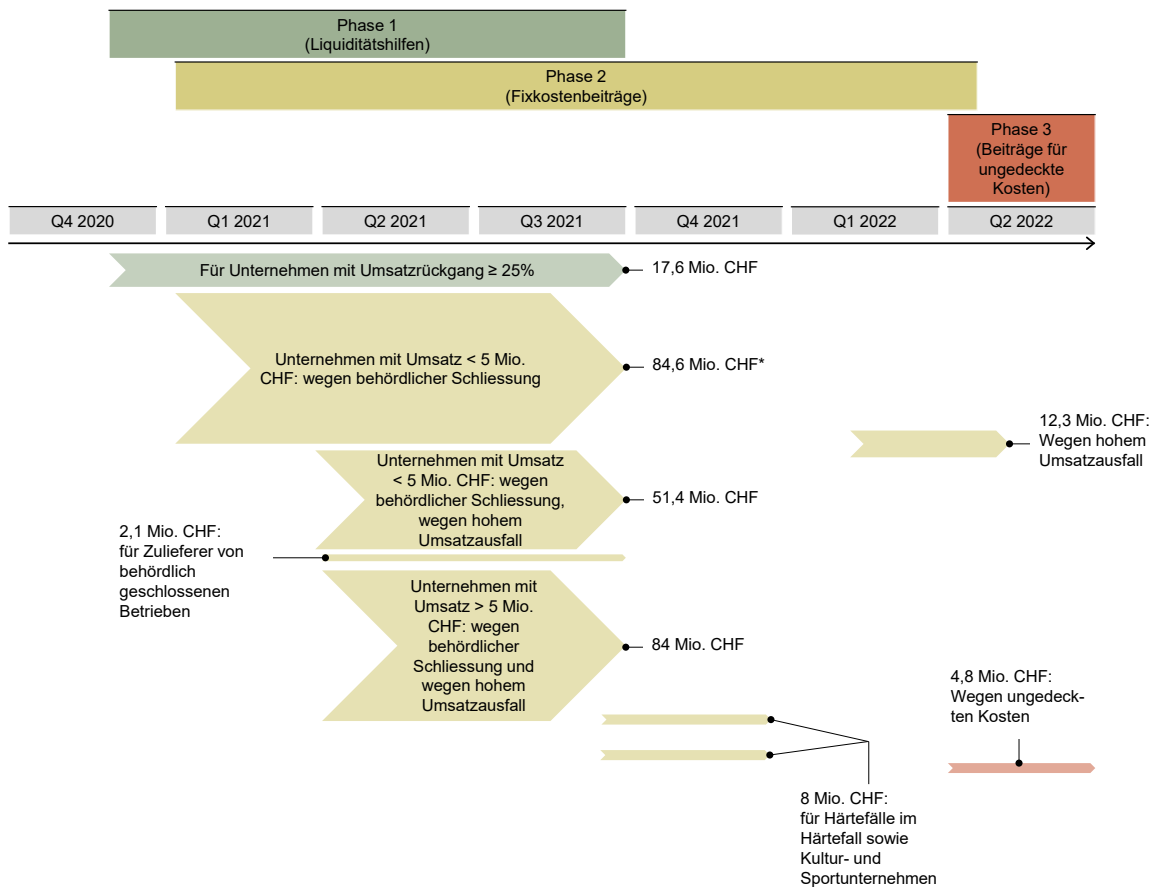 Phase 1
(Liquiditätshilfen)
Phase 2
(Fixkostenbeiträge)
Phase 3
(Beiträge für
ungedeckte
Kosten)
Q4 2020
Q1 2021
Q2 2021
Q3 2021
Q4 2021
Q1 2022
Q2 2022
Für Unternehmen mit Umsatzrückgang ≥ 25%
17,6 Mio. CHF
Unternehmen mit Umsatz < 5 Mio.
CHF: wegen behördlicher Schliessung
84,6 Mio. CHF*
12,3 Mio. CHF:
Wegen hohem
Umsatzausfall
Unternehmen mit Umsatz
< 5 Mio. CHF: wegen
behördlicher Schliessung,
wegen hohem
Umsatzausfall
51,4 Mio. CHF
2,1 Mio. CHF:
für Zulieferer von
behördlich
geschlossenen
Betrieben
Unternehmen mit
Umsatz > 5 Mio.
CHF: wegen
behördlicher
Schliessung und
wegen hohem
Umsatzausfall
84 Mio. CHF
4,8 Mio. CHF:
Wegen ungedeck-
ten Kosten
8 Mio. CHF:
für Härtefälle im
Härtefall sowie
Kultur- und
Sportunternehmen